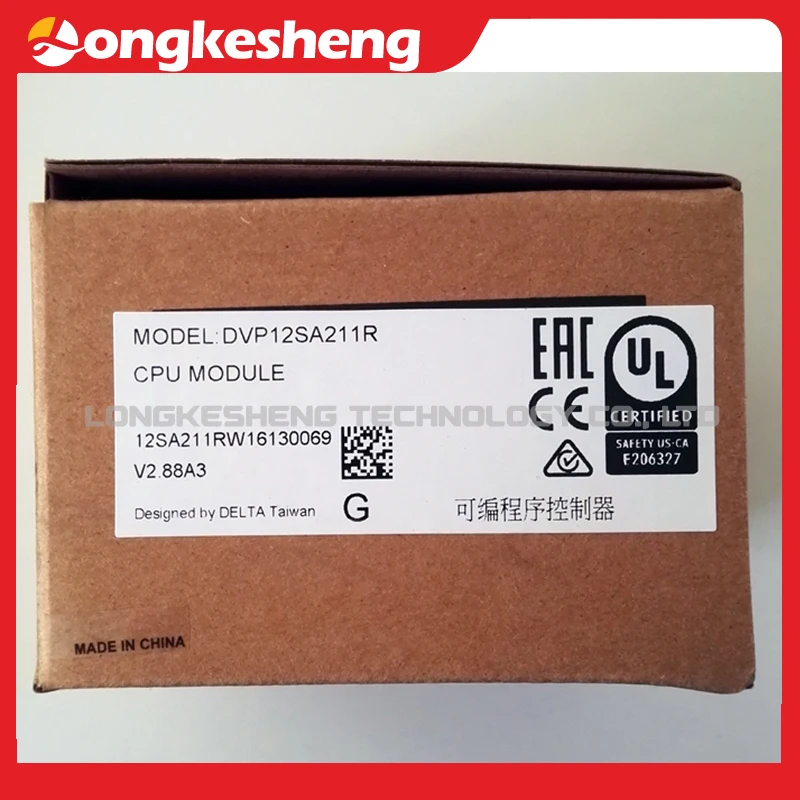 Longkesheng
MODEL:DVP12SA211R
CPU MODULE
LONGKESHENG TECHNOLOGY CO., LTD
12SA211RW16130069
V2.88A3
Designed by DELTA Taiwan
G
可编程序控制器
EAC
CE
UL
CERTIFIED
SAFETY US·CA
E206327
MADE IN CHINA